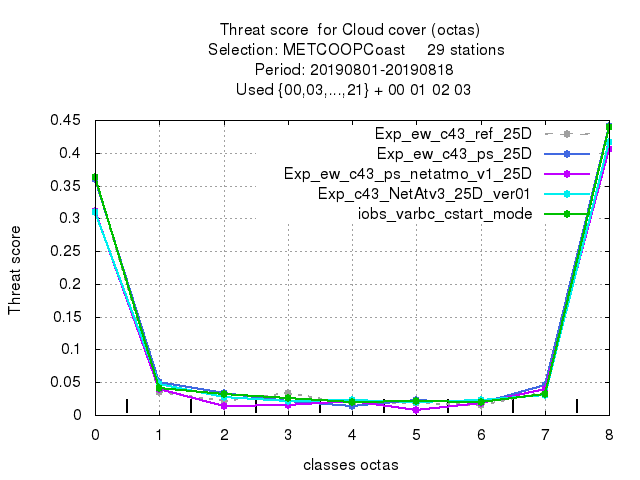 Threat score  for Cloud cover (octas)
Selection: METCOOPCoast     29 stations
Period: 20190801-20190818
Used {00,03,...,21} + 00 01 02 03
0.45
0.4
0.35
0.3
0.25
0.2
0.15
0.1
0.05
0
Threat score
Exp_ew_c43_ref_25D
Exp_ew_c43_ps_25D
Exp_ew_c43_ps_netatmo_v1_25D
Exp_c43_NetAtv3_25D_ver01
iobs_varbc_cstart_mode
0 1 2 3 4 5 6 7 8
classes octas